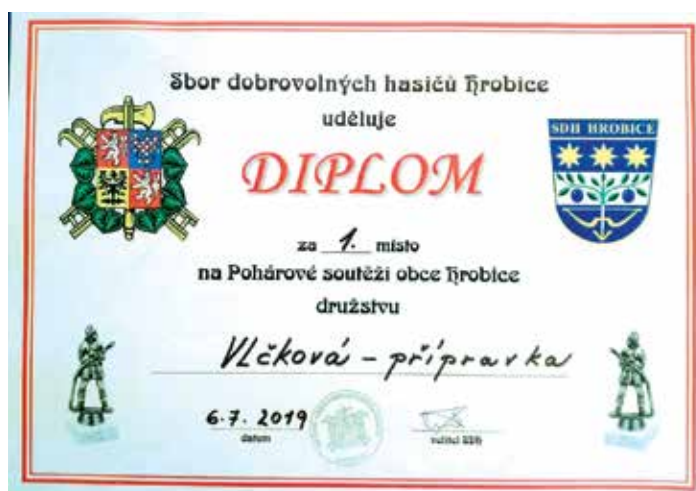 Sbor dobrovolných hasičů Hrobice
uděluje
DIPLOM
SDH HROBICE
za 1. místo
na Pohárové soutěži obce Hrobice
družstvu
Vlčková - přípravka
6.7. 2019
datum
velitel SDH